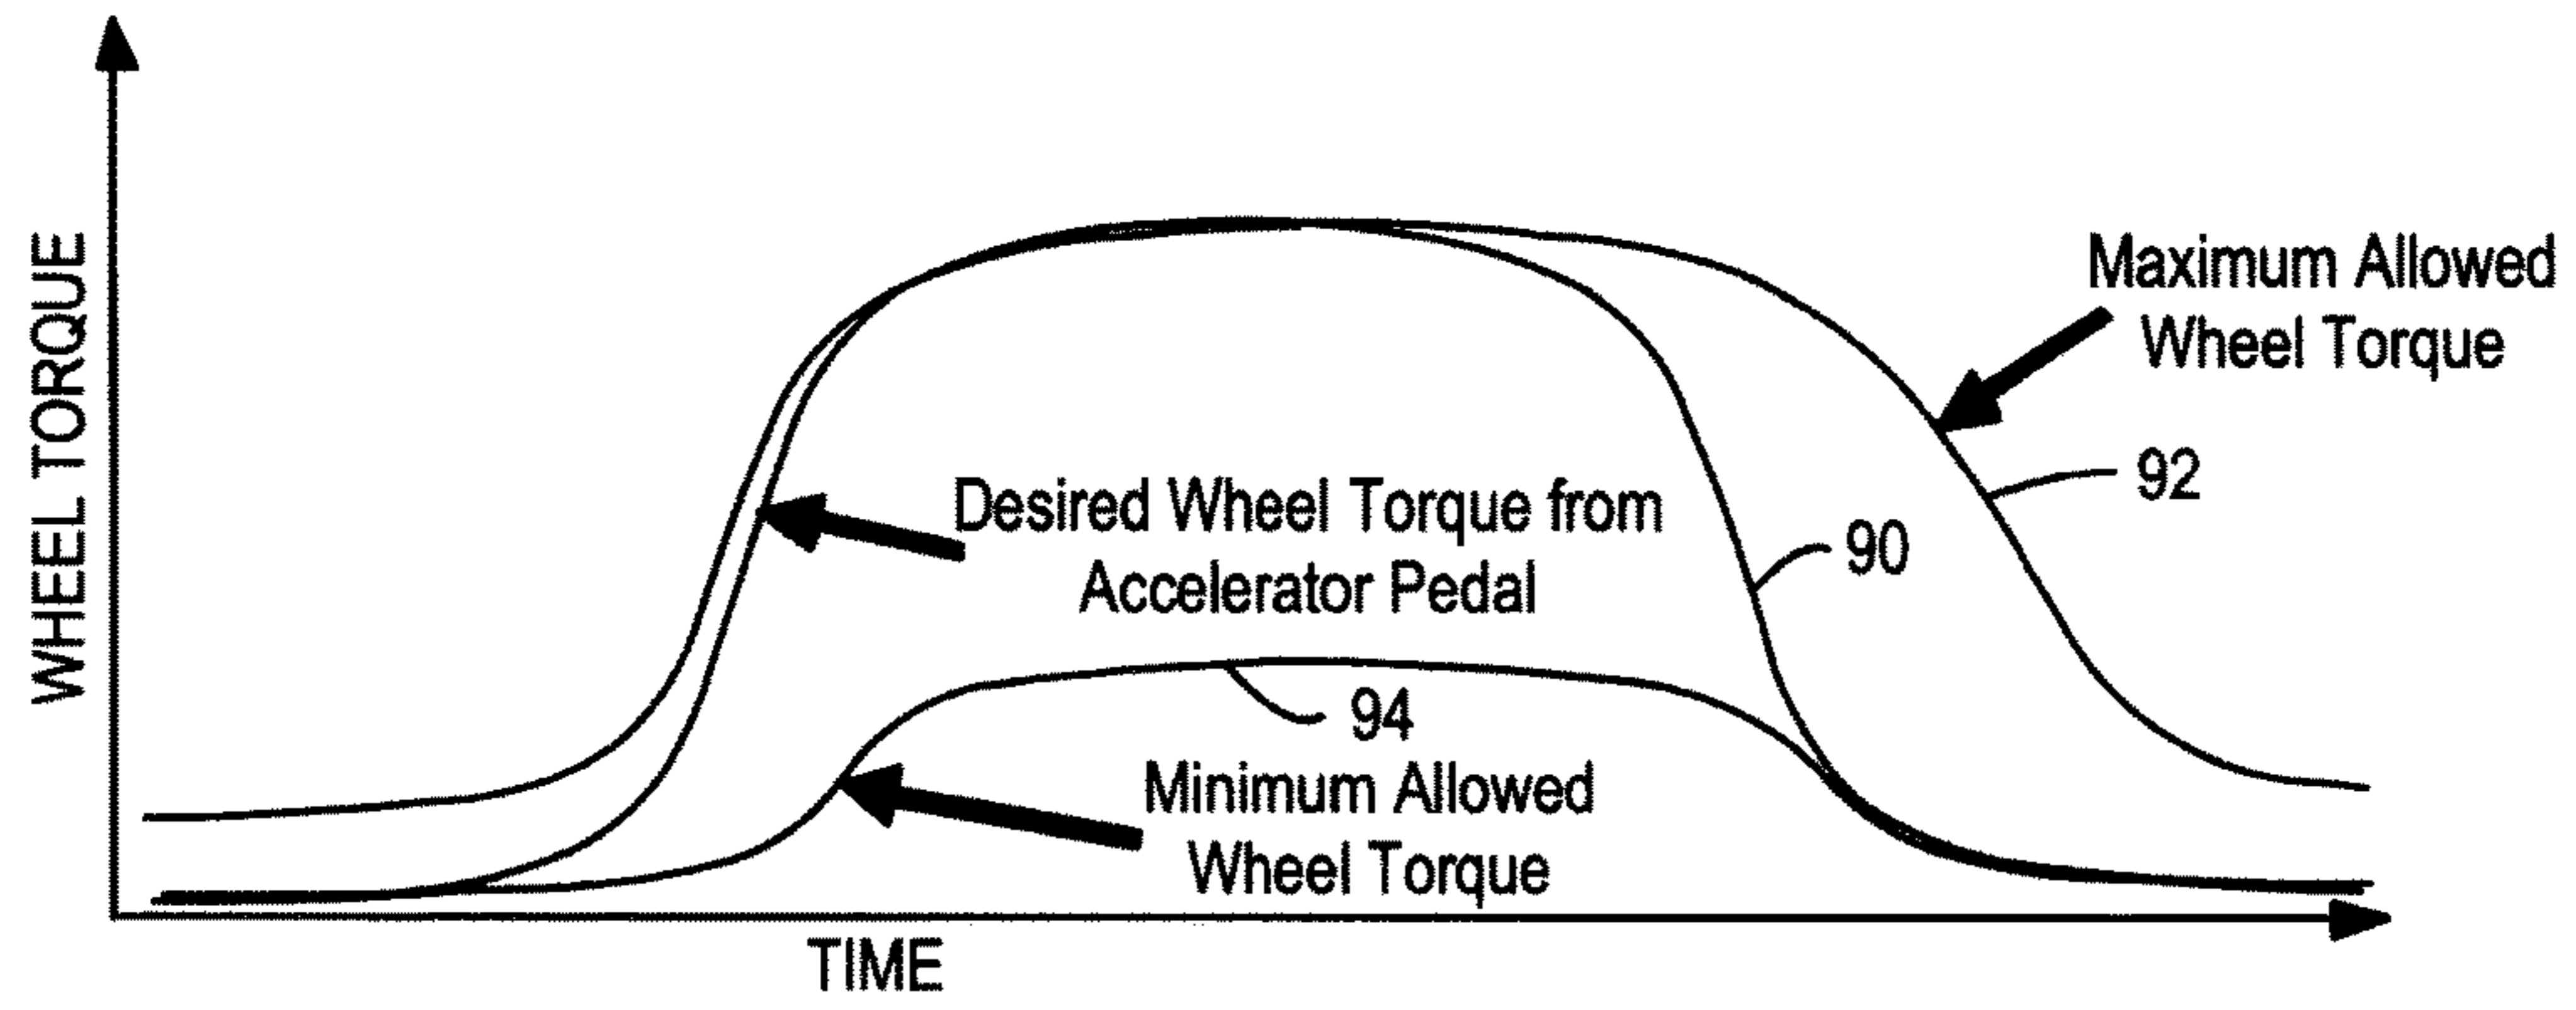 WHEEL TORQUE
Maximum Allowed
Wheel Torque
92
Desired Wheel Torque from
Accelerator Pedal
90
94
Minimum Allowed
Wheel Torque
TIME